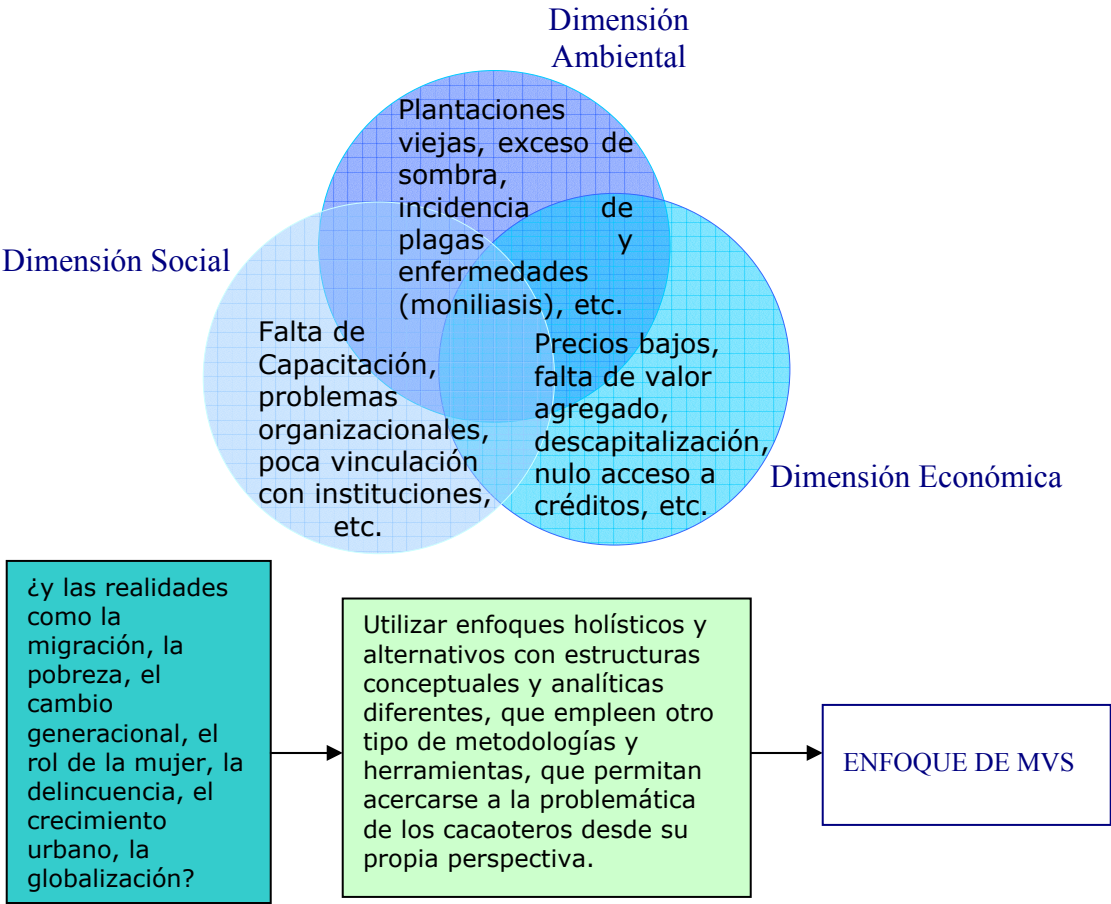 Dimensión
Ambiental
Plantaciones
viejas, exceso de
sombra,
incidencia de
plagas y
enfermedades
(moniliasis), etc.
Dimensión Social
Falta de
Capacitación,
problemas
organizacionales,
poca vinculación
con instituciones,
etc.
Precios bajos,
falta de valor
agregado,
descapitalización,
nulo acceso a
créditos, etc.
Dimensión Económica
¿y las realidades
como la
migración, la
pobreza, el
cambio
generacional, el
rol de la mujer, la
delincuencia, el
crecimiento
urbano, la
globalización?
Utilizar enfoques holísticos y
alternativos con estructuras
conceptuales y analíticas
diferentes, que empleen otro
tipo de metodologías y
herramientas, que permitan
acercarse a la problemática
de los cacaoteros desde su
propia perspectiva.
ENFOQUE DE MVS